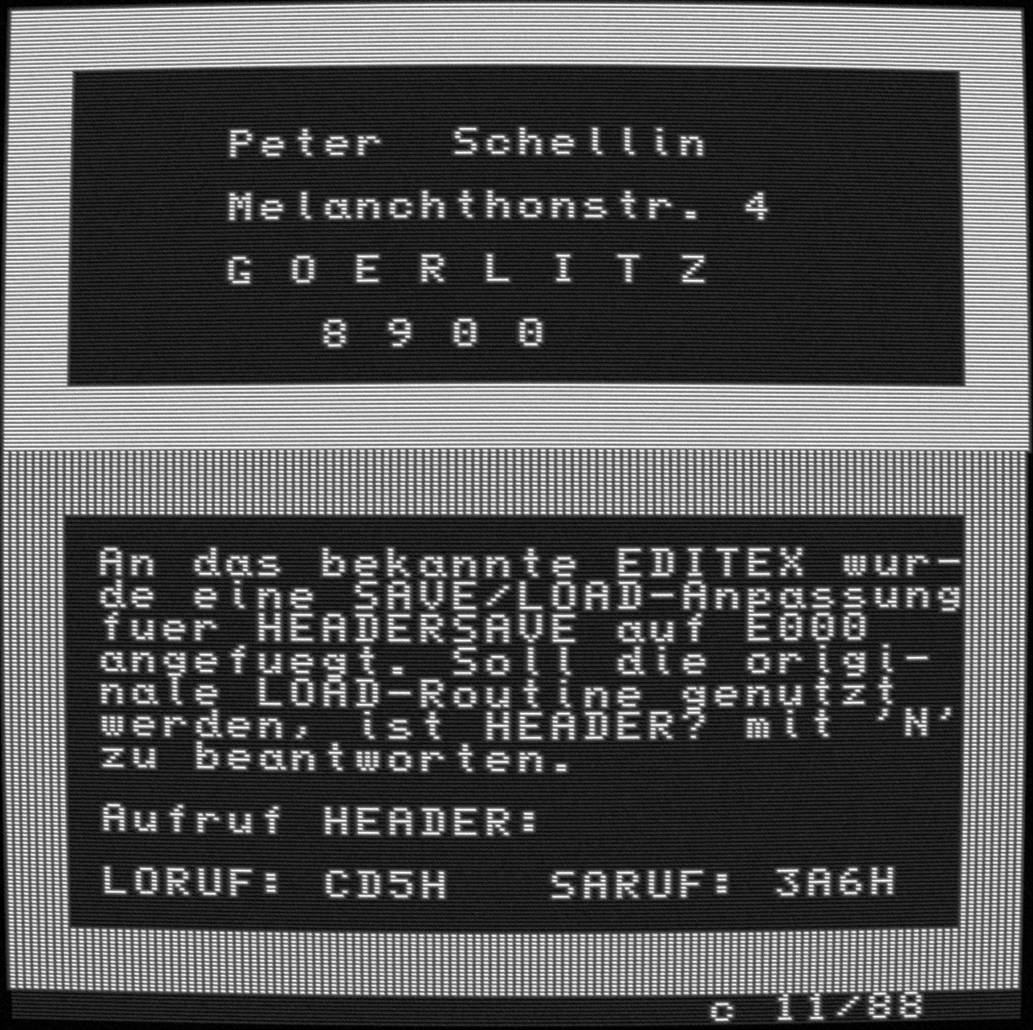 Peter Schellin
Melanchthonstr. 4
G O E R L I T Z
8 9 0 0
An das bekannte EDITEX wur-
de eine SAVE/LOAD-Anpassung
fuer HEADERSAVE auf E000
angefuegt. Soll die origi-
nale LOAD-Routine genutzt
werden, ist HEADER? mit 'N'
zu beantworten.
Aufruf HEADER:
LORUF: CD5H SARUF: 3A6H
c 11/88